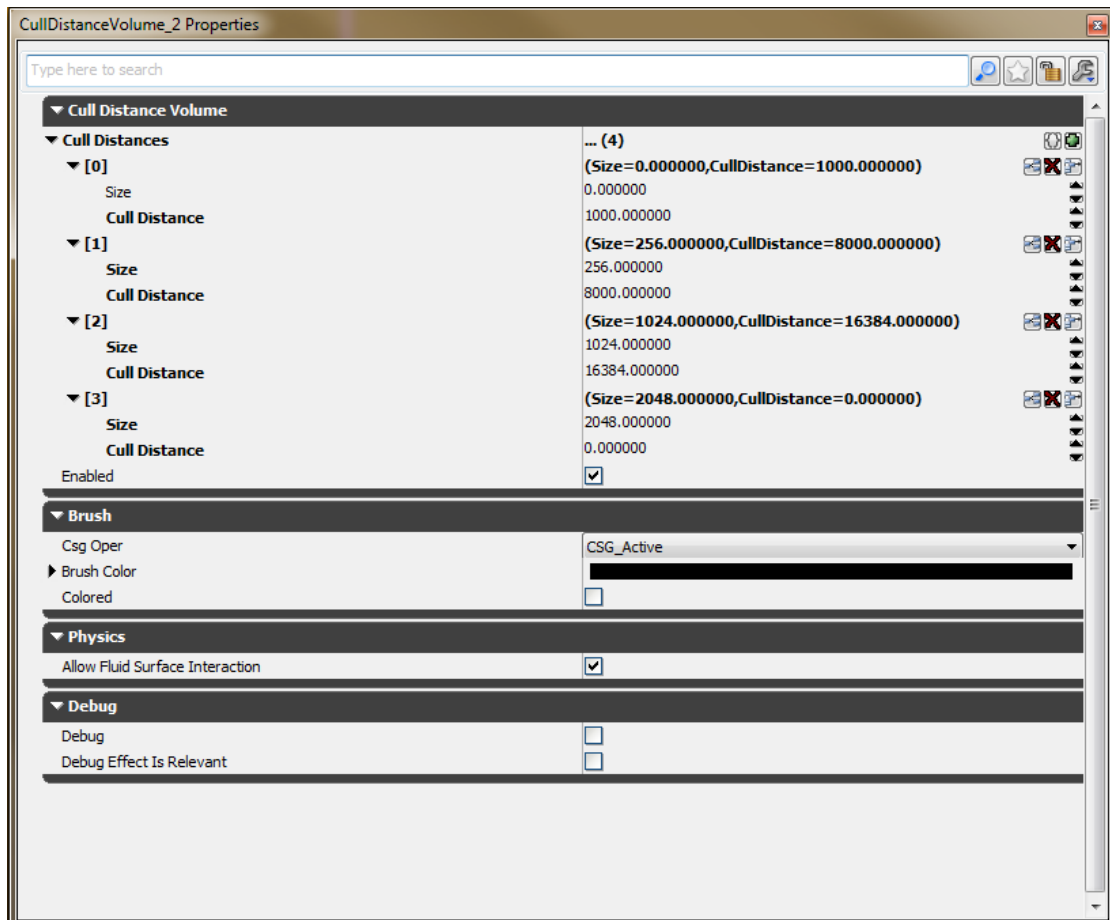 CullDistanceVolume_2 Properties
Type here to search
Cull Distance Volume
Cull Distances ... (4)
[0] (Size=0.000000,CullDistance=1000.000000)
Size 0.000000
Cull Distance 1000.000000
[1] (Size=256.000000,CullDistance=8000.000000)
Size 256.000000
Cull Distance 8000.000000
[2] (Size=1024.000000,CullDistance=16384.000000)
Size 1024.000000
Cull Distance 16384.000000
[3] (Size=2048.000000,CullDistance=0.000000)
Size 2048.000000
Cull Distance 0.000000
Enabled
Brush
Csg Oper CSG_Active
Brush Color
Colored
Physics
Allow Fluid Surface Interaction
Debug
Debug
Debug Effect Is Relevant